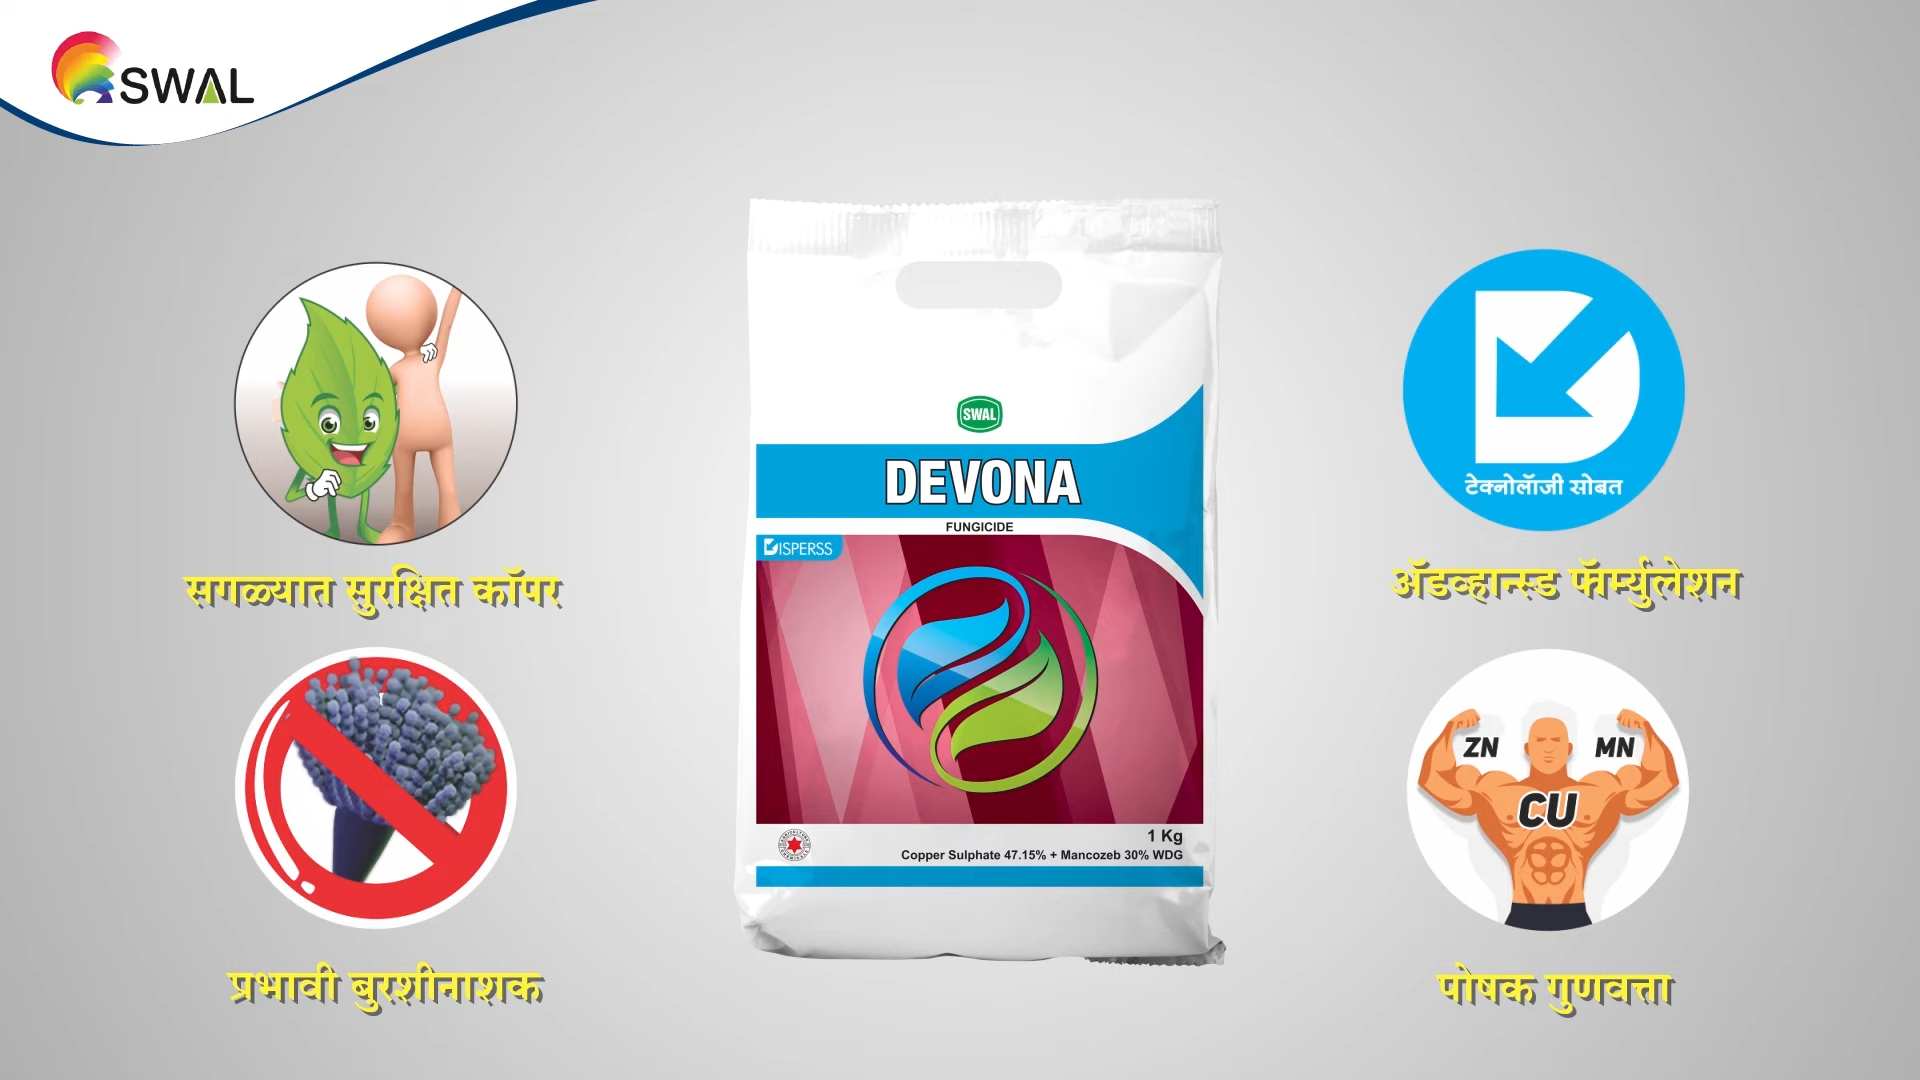 SWAL
SWAL
DEVONA
FUNGICIDE
DISPERSS
1 Kg
Copper Sulphate 47.15% + Mancozeb 30% WDG
सगळ्यात सुरक्षित कॉपर
प्रभावी बुरशीनाशक
टेक्नोलॅाजी सोबत
ॲडव्हान्स्ड फॅार्म्युलेशन
ZN
MN
CU
पोषक गुणवत्ता